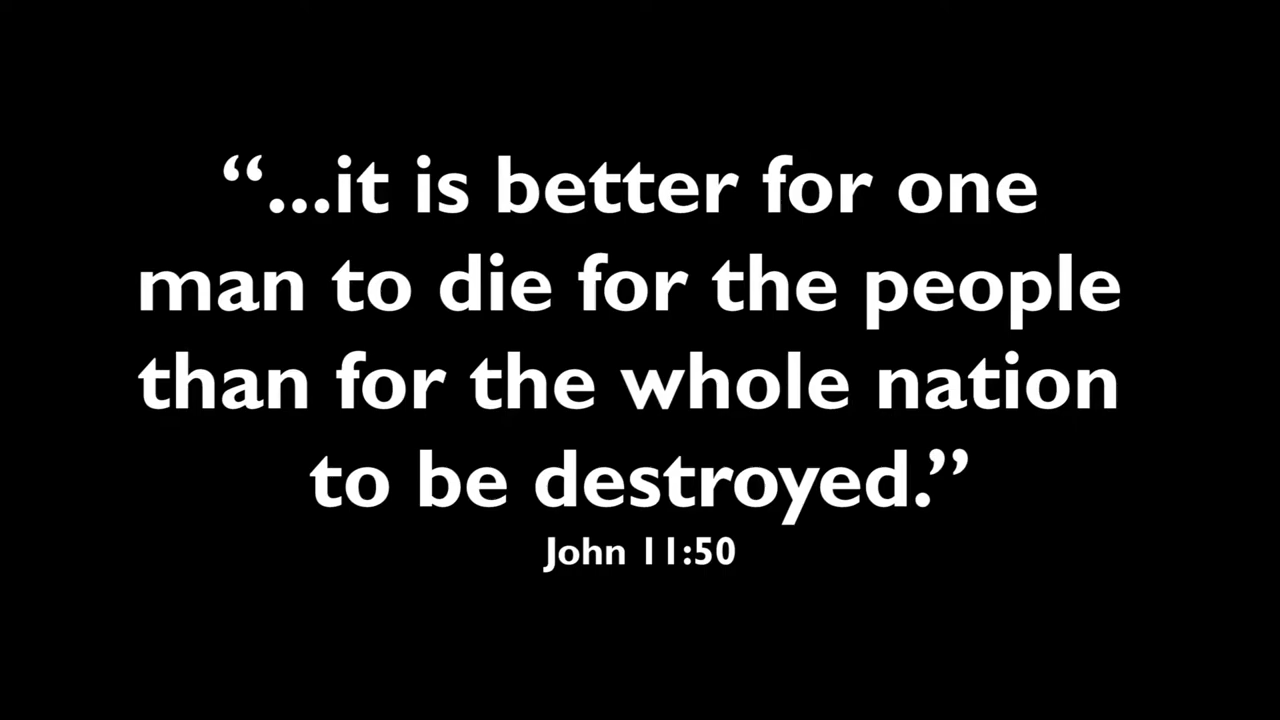 “...it is better for one
man to die for the people
than for the whole nation
to be destroyed.”
John 11:50